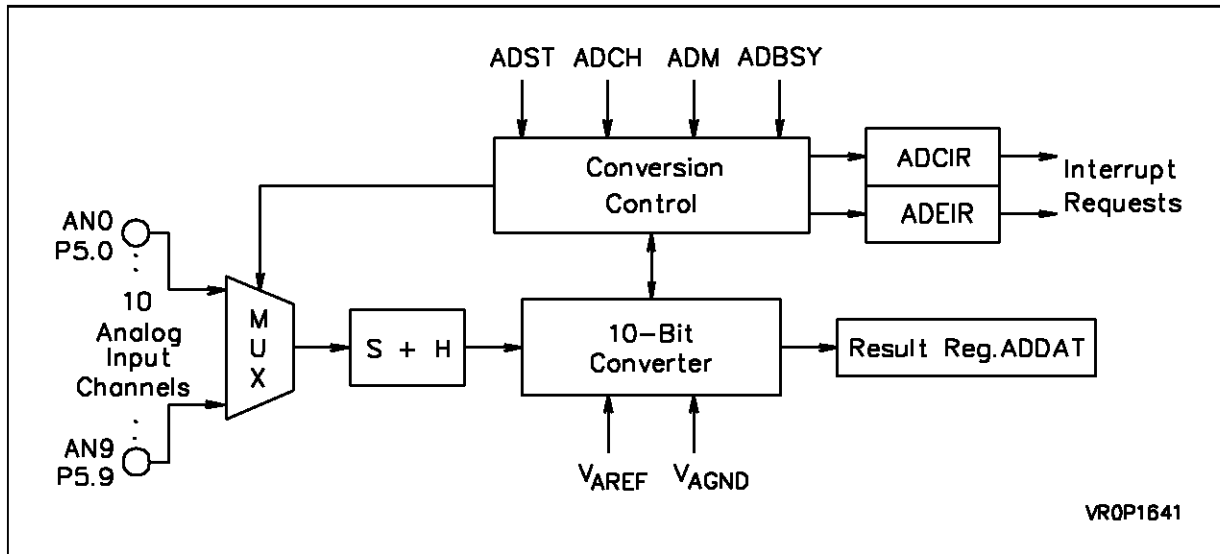 ADST ADCH ADM ADBSY
Conversion
Control
ADCIR
ADEIR
Interrupt
Requests
AN0
P5.0
10
Analog
Input
Channels
AN9
P5.9
MUX
S + H
10-Bit
Converter
Result Reg.ADDAT
VAREF VAGND
VR0P1641